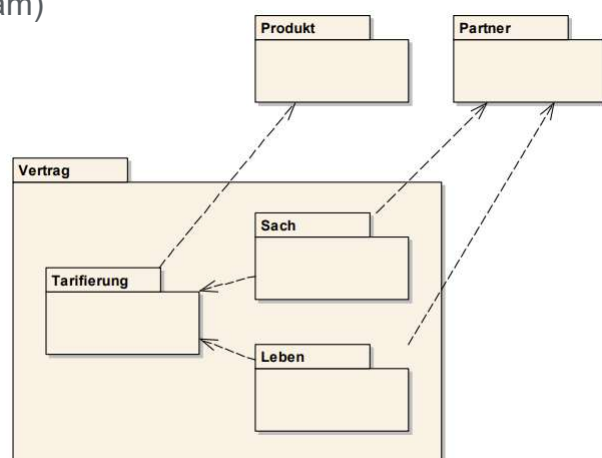 am)
Produkt
Partner
Vertrag
Sach
Tarifierung
Leben